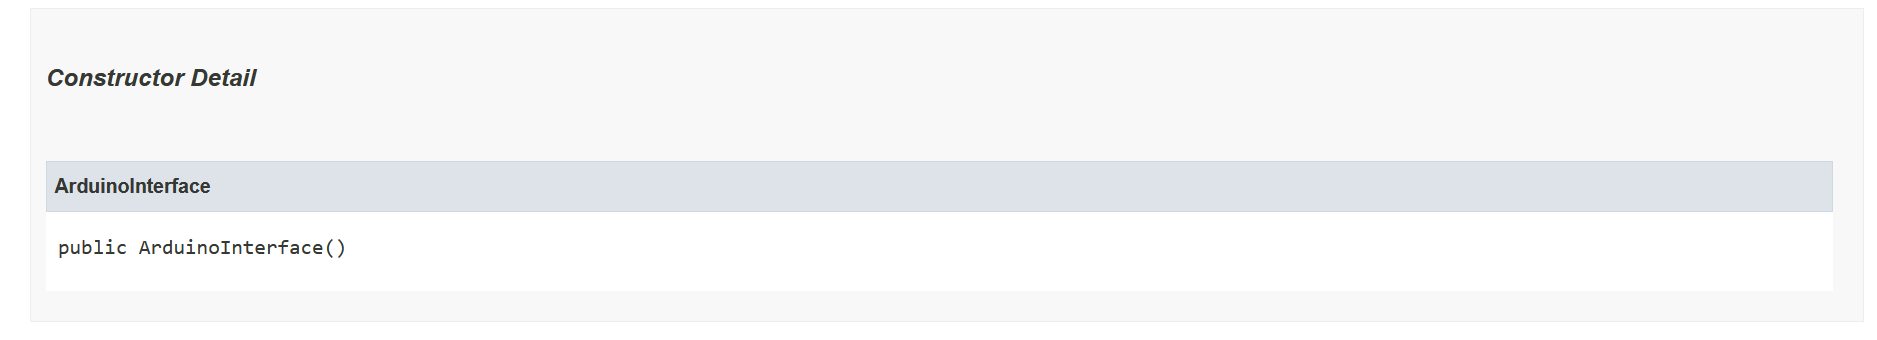 Constructor Detail
ArduinoInterface
public ArduinoInterface()